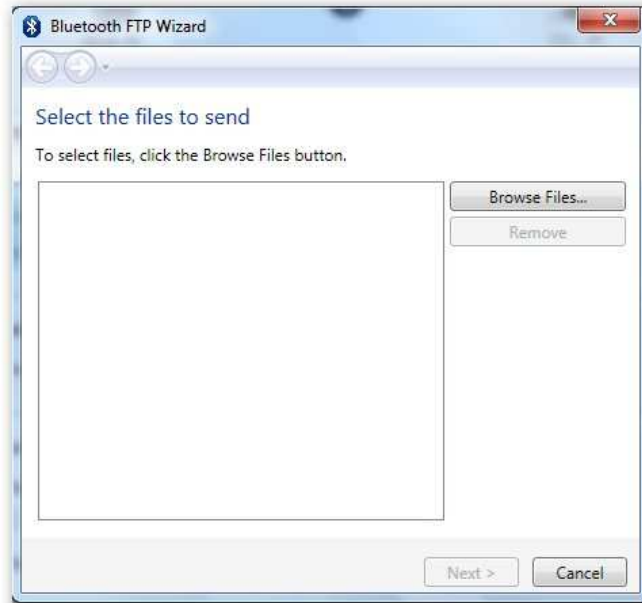 Bluetooth FTP Wizard
Select the files to send
To select files, click the Browse Files button.
Browse Files...
Remove
Next >
Cancel